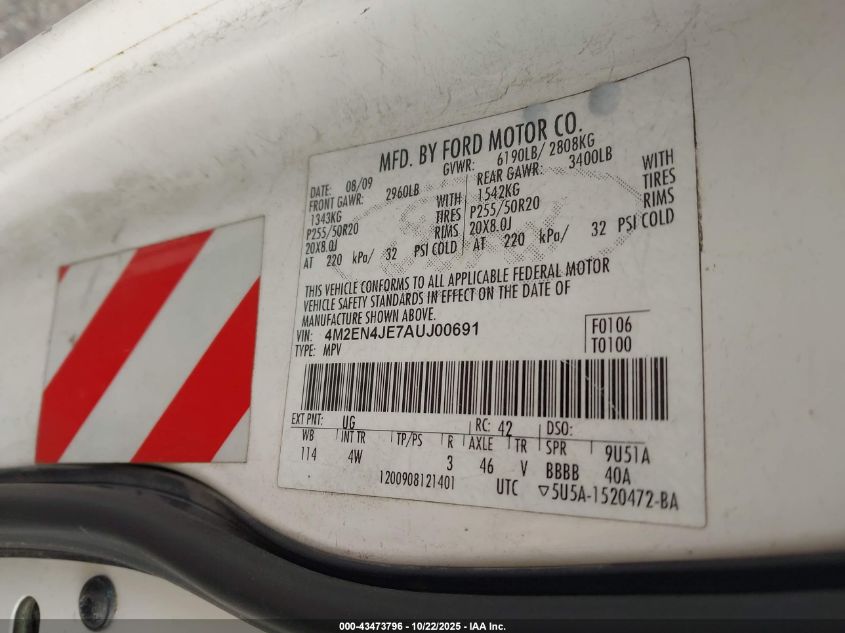 MFD. BY FORD MOTOR CO.
DATE: 08/09 GVWR: 6190LB/ 2808KG
FRONT GAWR: 2960LB REAR GAWR: 3400LB
1343KG WITH 1542KG WITH
P255/50R20 TIRES P255/50R20 TIRES
20X8.0J RIMS 20X8.0J RIMS
AT 220 kPa/ 32 PSI COLD AT 220 kPa/ 32 PSI COLD
THIS VEHICLE CONFORMS TO ALL APPLICABLE FEDERAL MOTOR
VEHICLE SAFETY STANDARDS IN EFFECT ON THE DATE OF
MANUFACTURE SHOWN ABOVE.
VIN: 4M2EN4JE7AUJ00691 F0106
TYPE: MPV T0100
EXT PNT: UG RC: 42 DSO:
WB INT TR TP/PS R AXLE TR SPR 9U51A
114 4W 3 46 V BBBB 40A
1200908121401 UTC ▽5U5A-1520472-BA
000-43473796 - 10/22/2025 - IAA Inc.